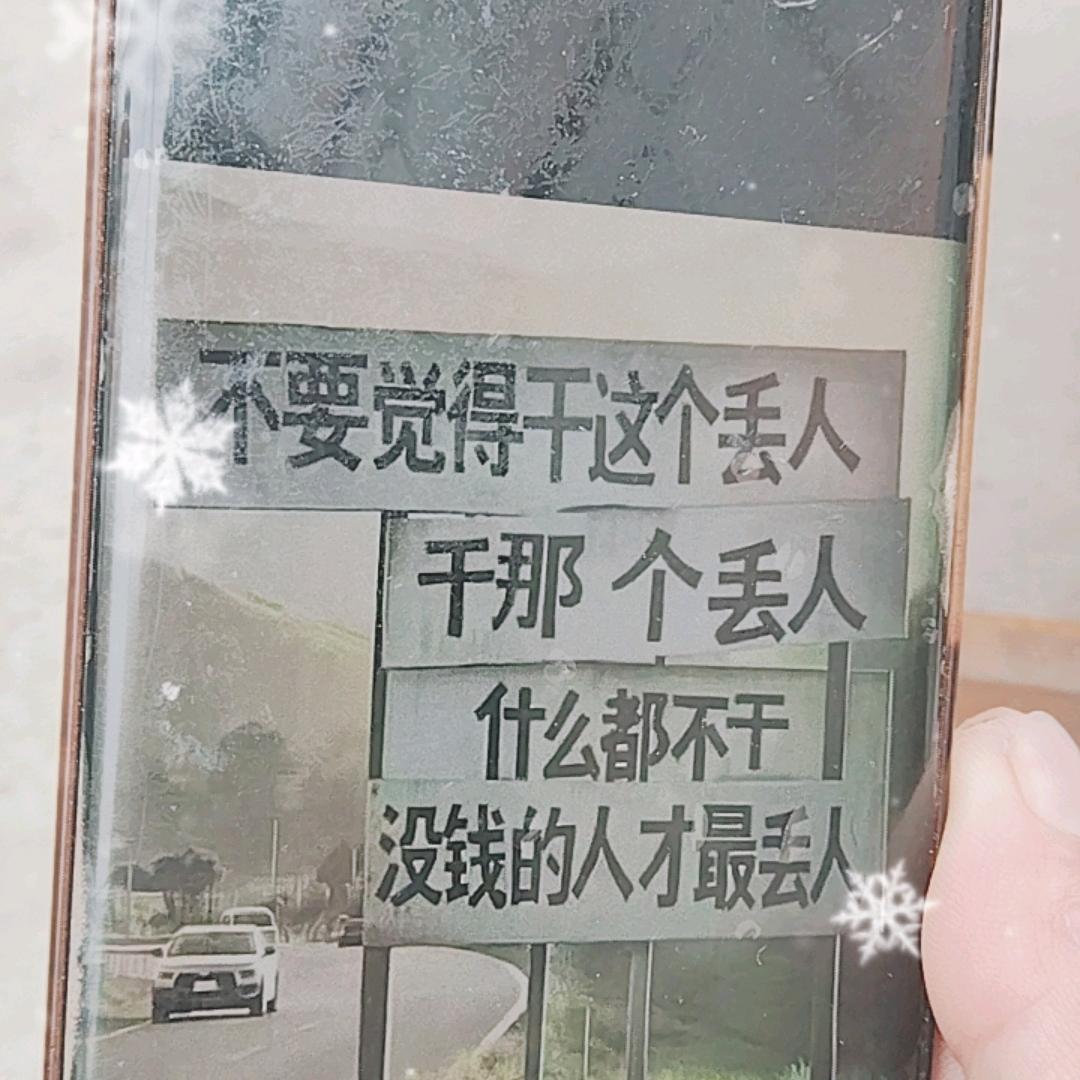 不要觉得干这个丢人
干那个丢人
什么都不干
没钱的人才最丢人